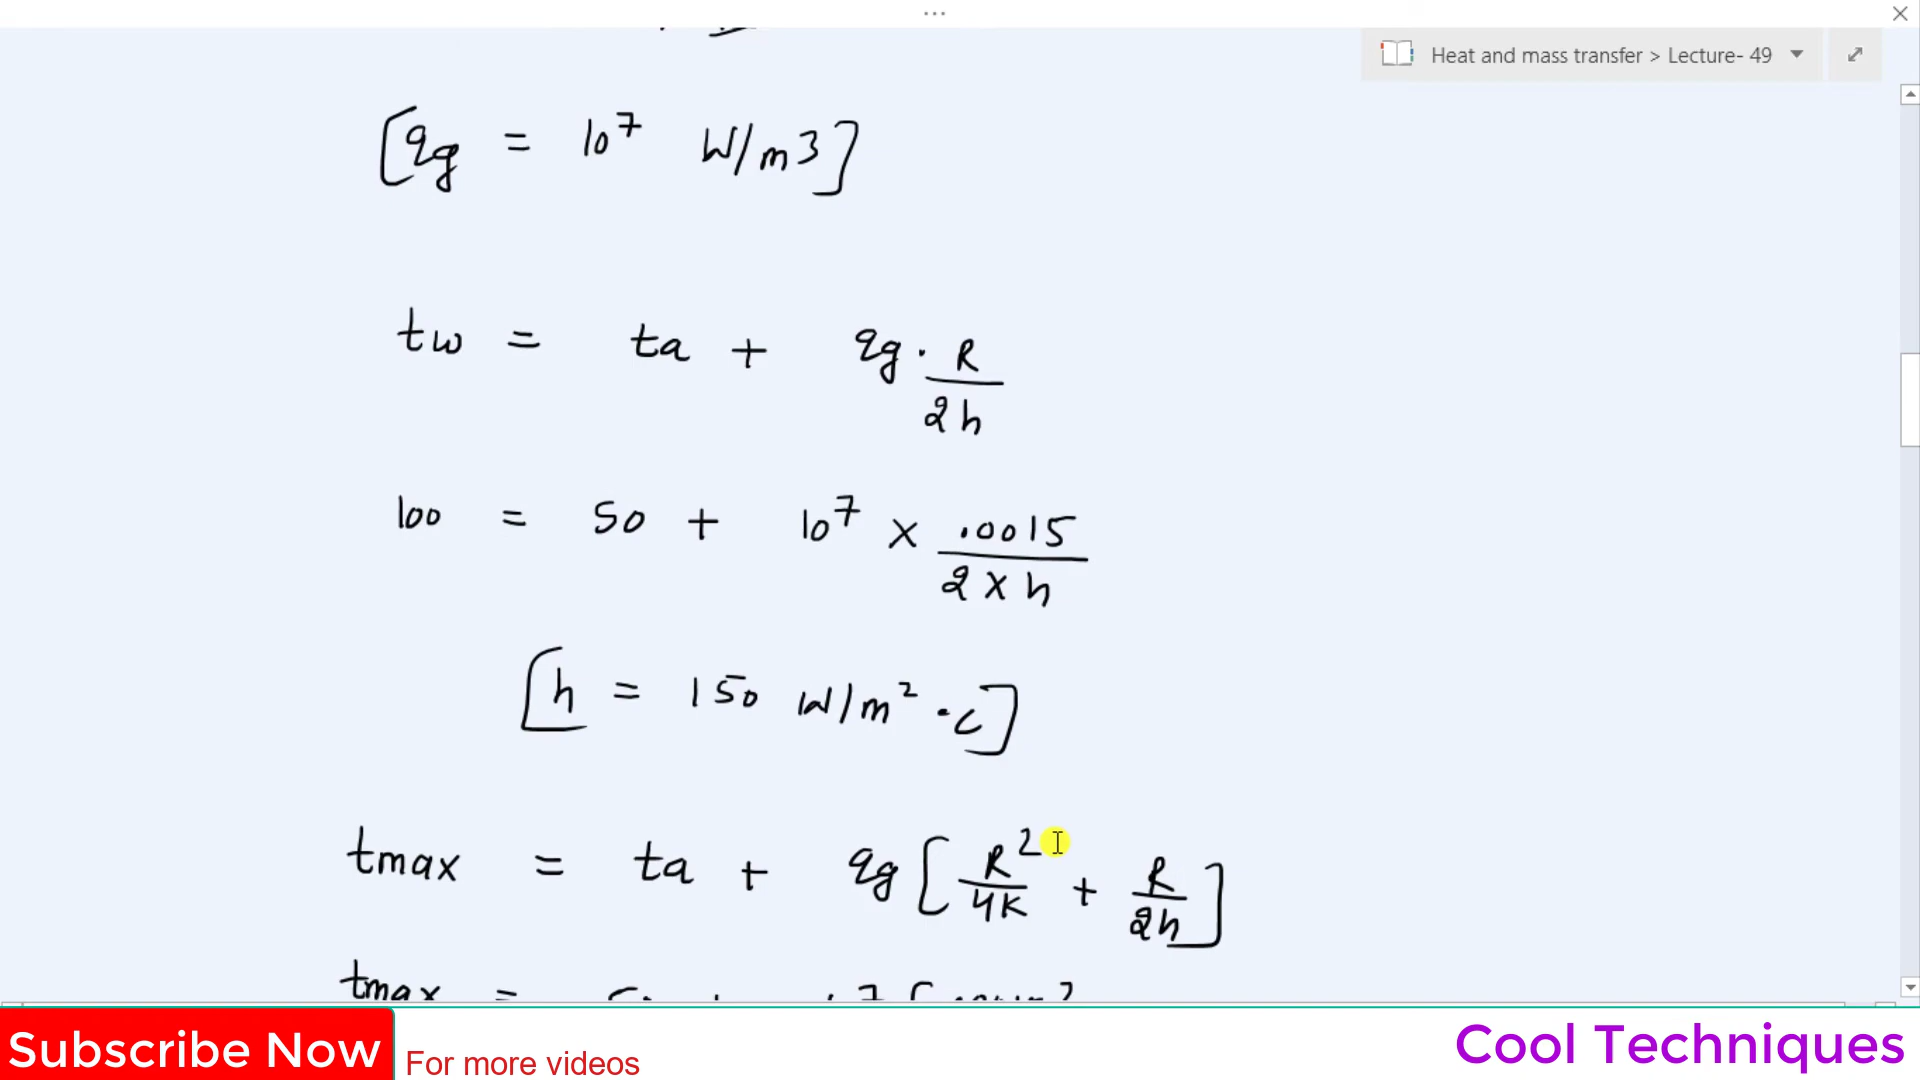 Heat and mass transfer > Lecture- 49
[qg = 10⁷ W/m3]
tw = ta + qg . R/2h
100 = 50 + 10⁷ × .0015/2×h
[h = 150 W/m² . c]
tmax = ta + qg [R²/4K + R/2h]
tmax =
Subscribe Now
For more videos
Cool Techniques